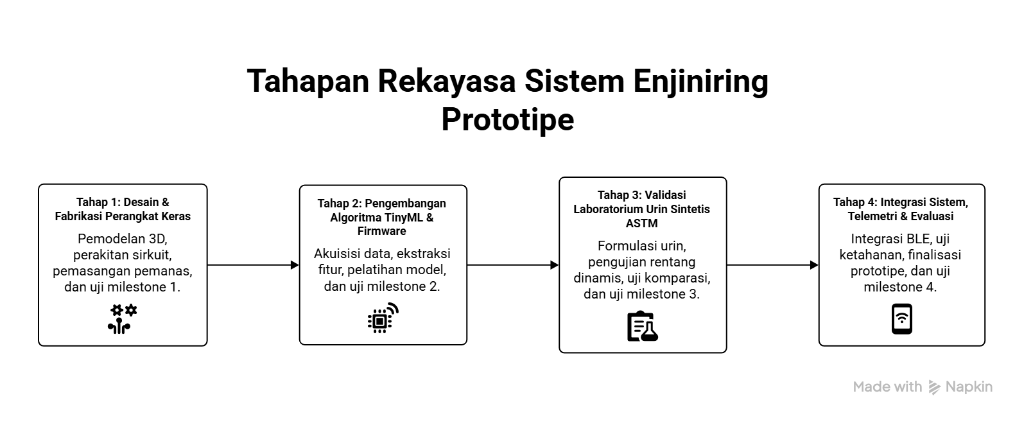 Tahapan Rekayasa Sistem Enjiniring
Prototipe
Tahap 1: Desain &
Fabrikasi Perangkat Keras
Pemodelan 3D,
perakitan sirkuit,
pemasangan pemanas,
dan uji milestone 1.
Tahap 2: Pengembangan
Algoritma TinyML &
Firmware
Akuisisi data, ekstraksi
fitur, pelatihan model,
dan uji milestone 2.
Tahap 3: Validasi
Laboratorium Urin Sintetis
ASTM
Formulasi urin,
pengujian rentang
dinamis, uji komparasi,
dan uji milestone 3.
Tahap 4: Integrasi Sistem,
Telemetri & Evaluasi
Integrasi BLE, uji
ketahanan, finalisasi
prototipe, dan uji
milestone 4.
Made with Napkin